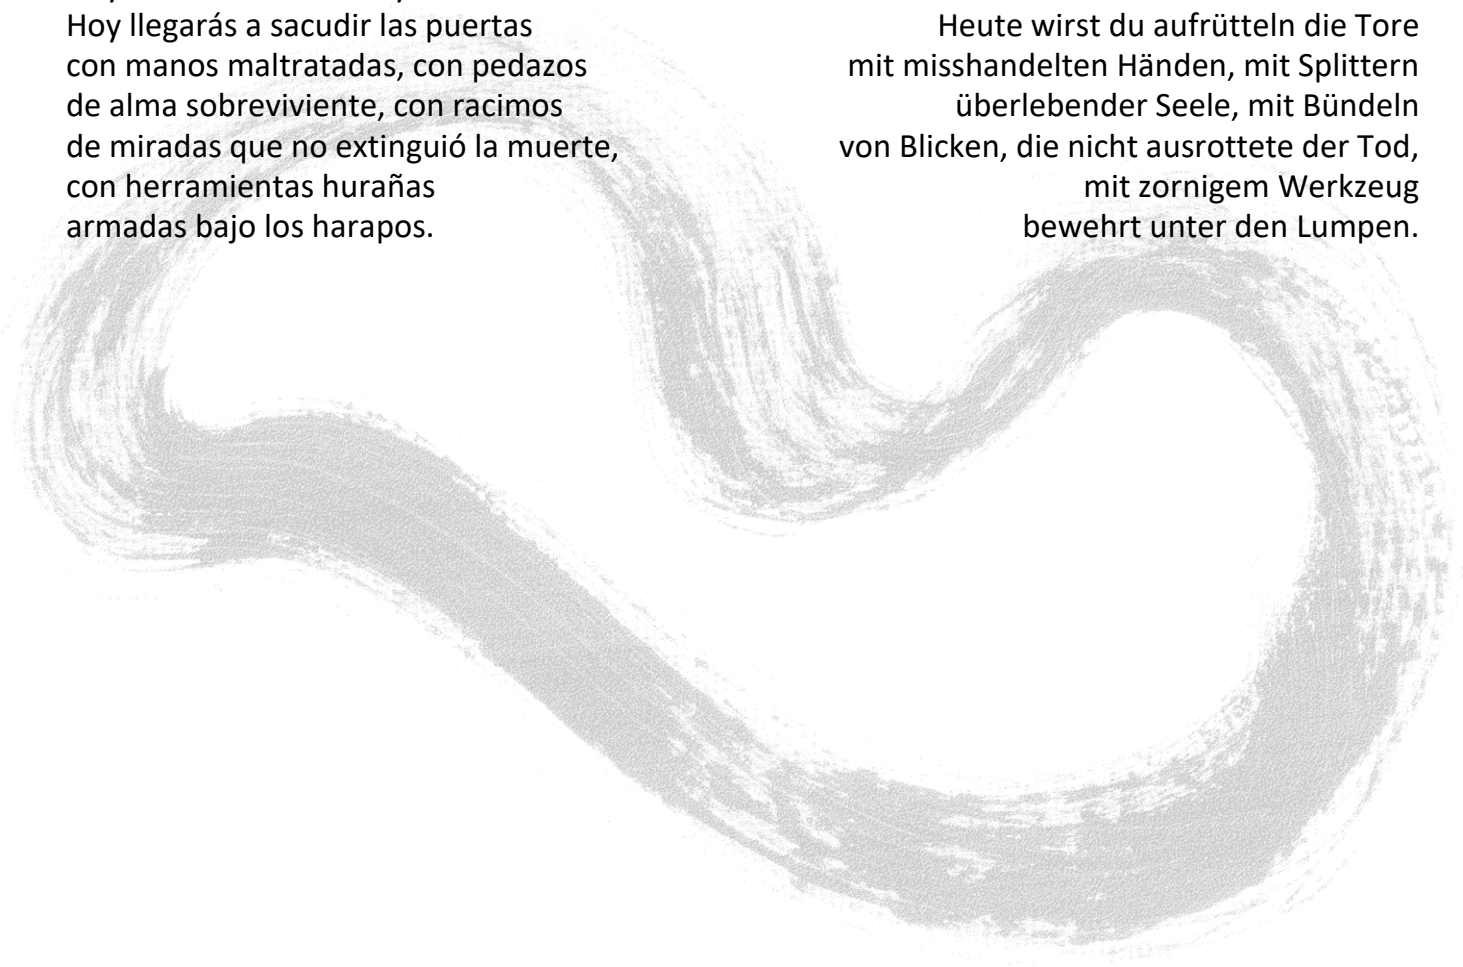 Hoy llegarás a sacudir las puertas
con manos maltratadas, con pedazos
de alma sobreviviente, con racimos
de miradas que no extinguió la muerte,
con herramientas hurañas
armadas bajo los harapos.
Heute wirst du aufrütteln die Tore
mit misshandelten Händen, mit Splittern
überlebender Seele, mit Bündeln
von Blicken, die nicht ausrottete der Tod,
mit zornigem Werkzeug
bewehrt unter den Lumpen.